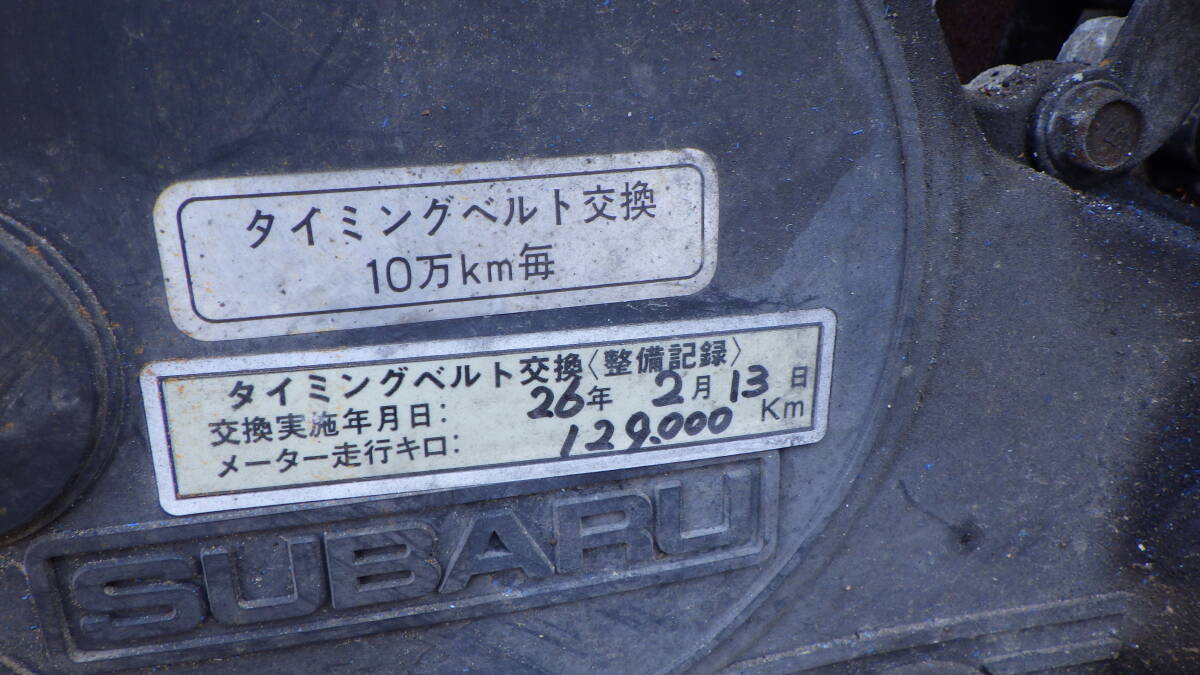 タイミングベルト交換
10万km毎
タイミングベルト交換〈整備記録〉
交換実施年月日: 26年 2月 13日
メーター走行キロ: 129.000 Km
SUBARU